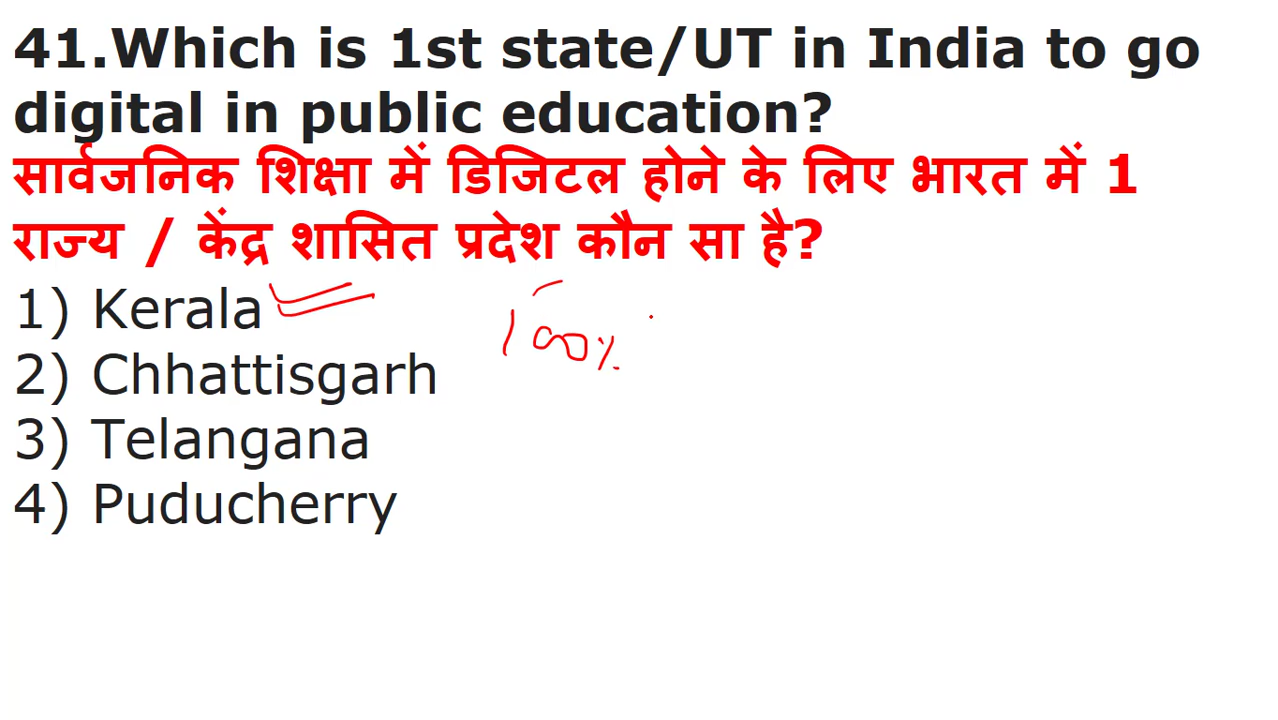 41.Which is 1st state/UT in India to go
digital in public education?
सार्वजनिक शिक्षा में डिजिटल होने के लिए भारत में 1
राज्य / केंद्र शासित प्रदेश कौन सा है?
1) Kerala
100%
2) Chhattisgarh
3) Telangana
4) Puducherry